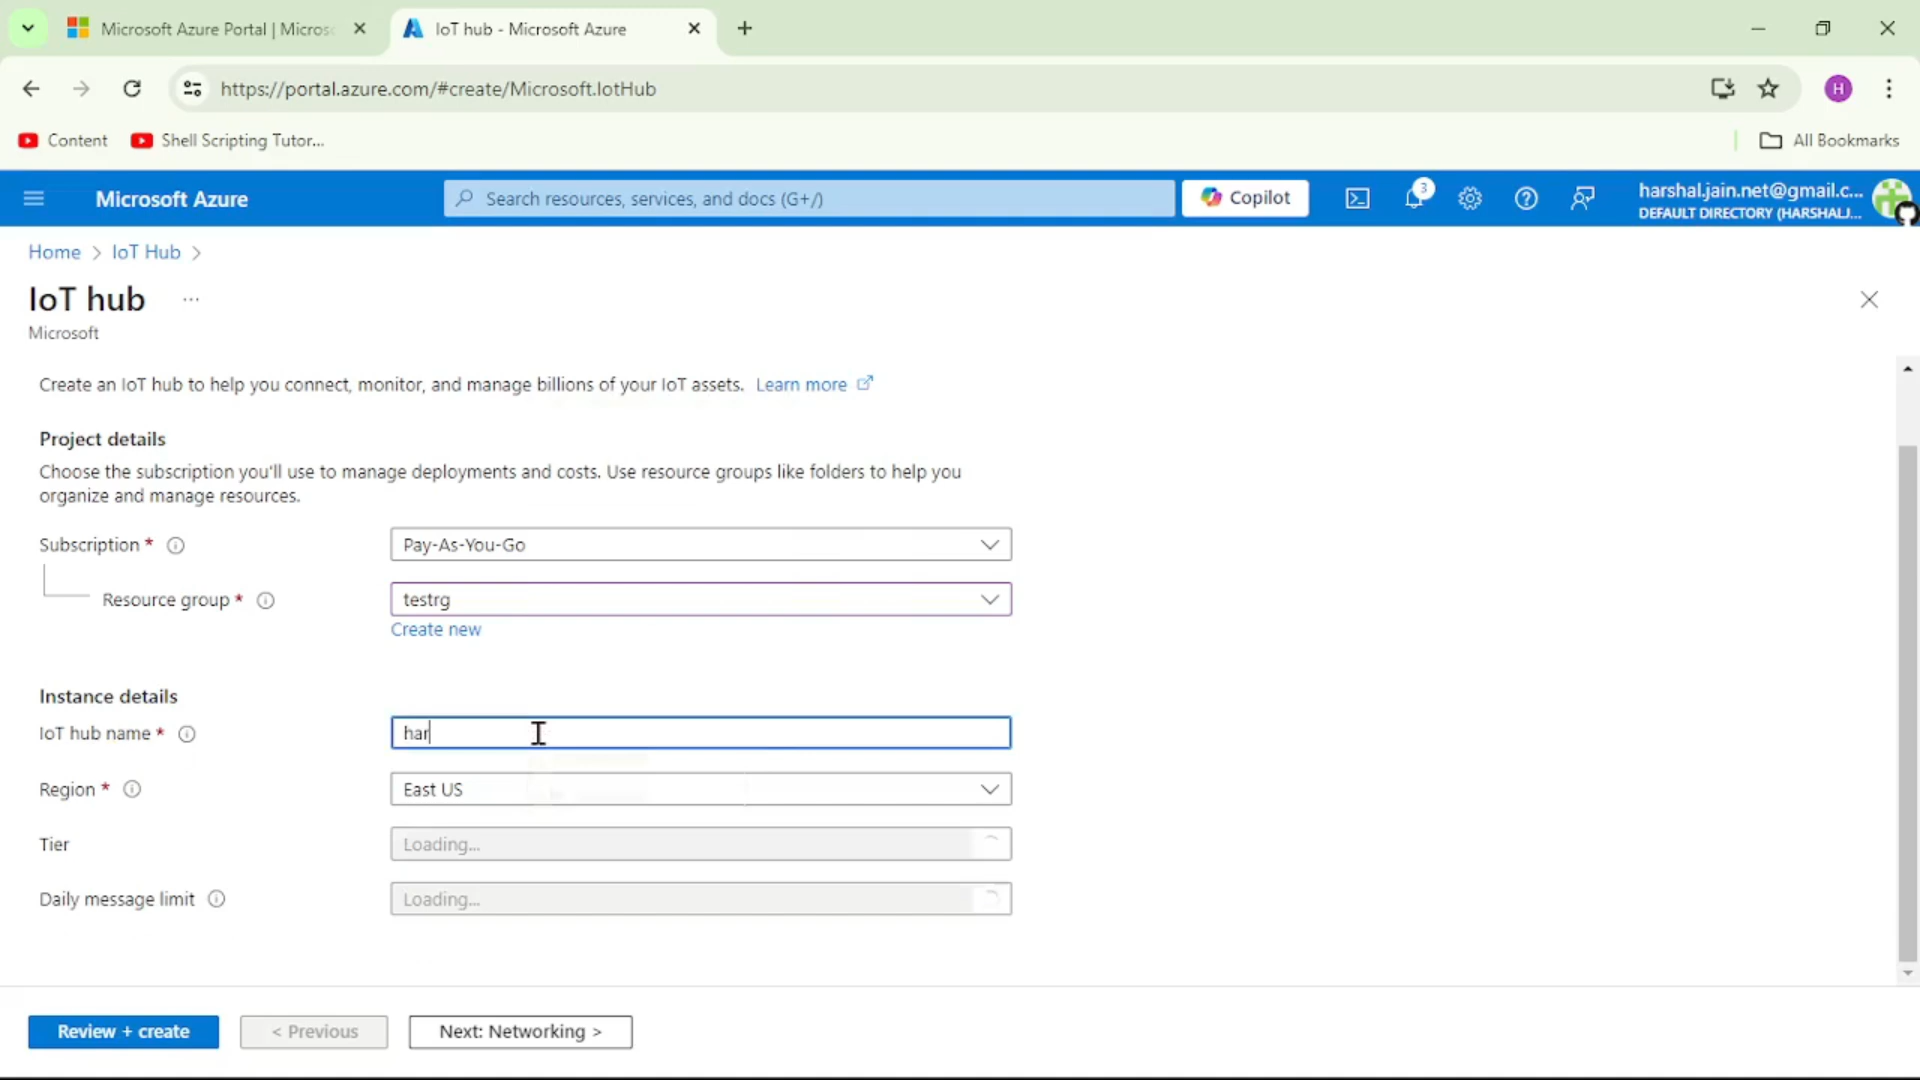 Microsoft Azure Portal | Micros
IoT hub - Microsoft Azure
https://portal.azure.com/#create/Microsoft.IotHub
H
Content
Shell Scripting Tutor...
All Bookmarks
Microsoft Azure
Search resources, services, and docs (G+/)
Copilot
3
harshal.jain.net@gmail.c...
DEFAULT DIRECTORY (HARSHALJ...
Home > IoT Hub >
IoT hub ...
Microsoft
Create an IoT hub to help you connect, monitor, and manage billions of your IoT assets. Learn more
Project details
Choose the subscription you'll use to manage deployments and costs. Use resource groups like folders to help you
organize and manage resources.
Subscription * Pay-As-You-Go
Resource group * testrg
Create new
Instance details
IoT hub name * har
Region * East US
Tier Loading...
Daily message limit Loading...
Review + create
< Previous
Next: Networking >